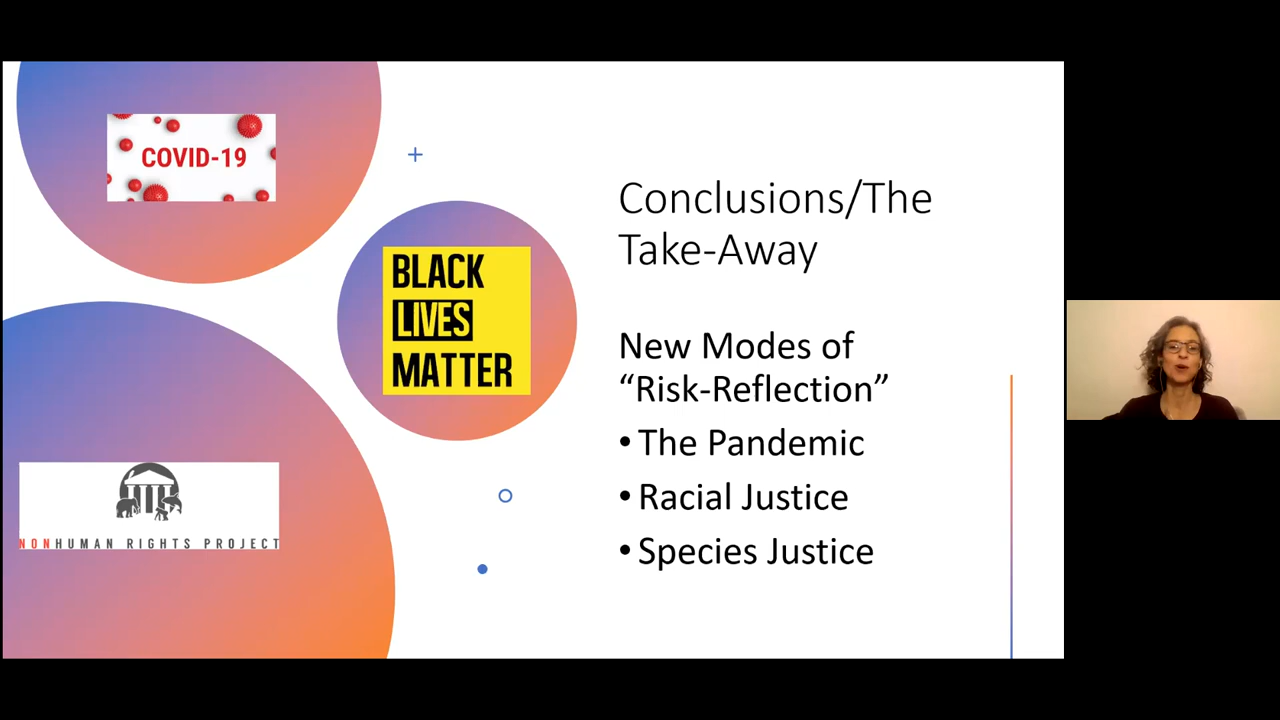 COVID-19
BLACK
LIVES
MATTER
NONHUMAN RIGHTS PROJECT
Conclusions/The
Take-Away
New Modes of
“Risk-Reflection”
• The Pandemic
• Racial Justice
• Species Justice